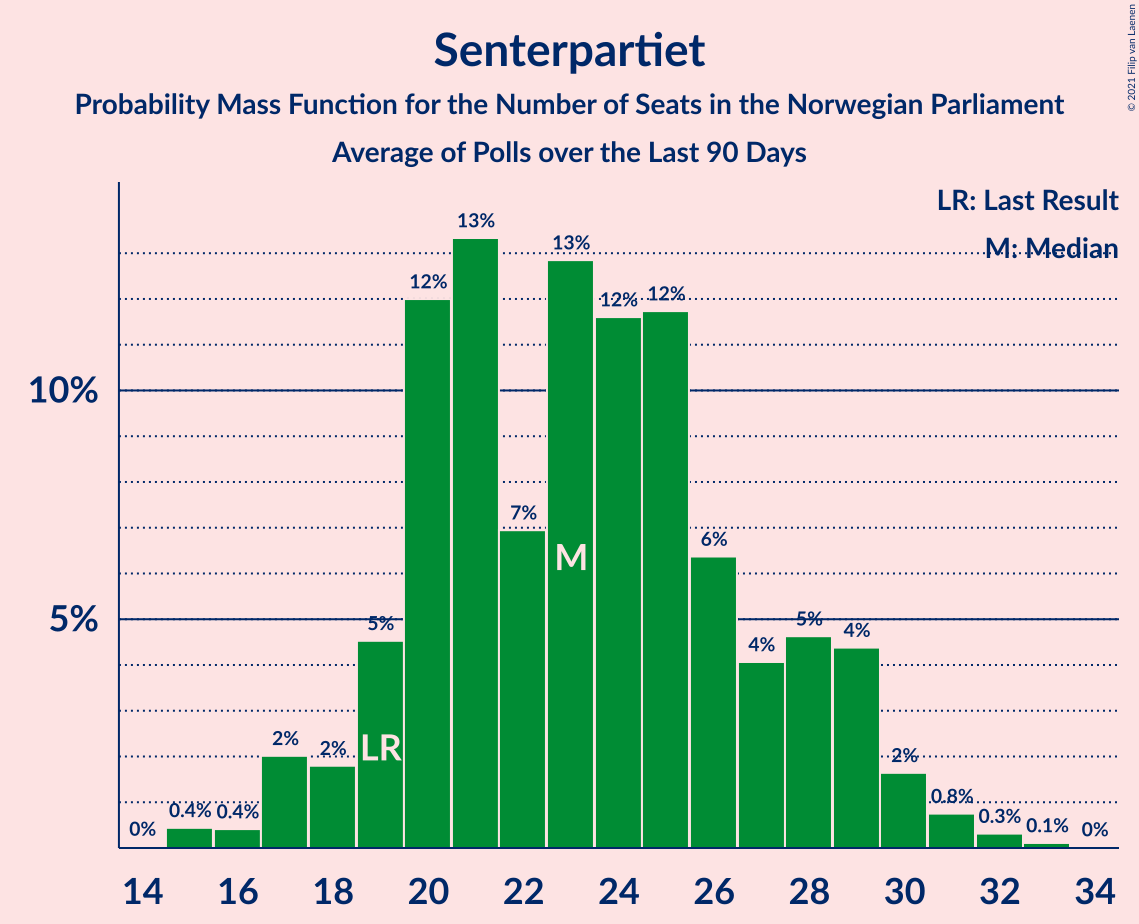 © 2021 Filip van Laenen
Senterpartiet
Probability Mass Function for the Number of Seats in the Norwegian Parliament
Average of Polls over the Last 90 Days
LR: Last Result
M: Median
10%
5%
0%
0.4%
0.4%
2%
2%
5%
12%
13%
7%
13%
12%
12%
6%
4%
5%
4%
2%
0.8%
0.3%
0.1%
0%
LR
M
14 16 18 20 22 24 26 28 30 32 34